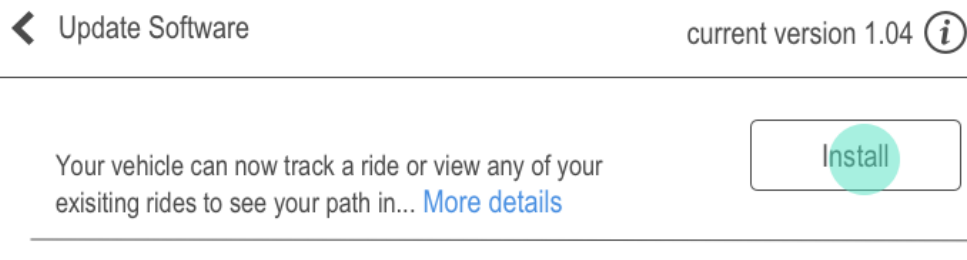 Update Software
current version 1.04 i
Your vehicle can now track a ride or view any of your
exisiting rides to see your path in... More details
Install